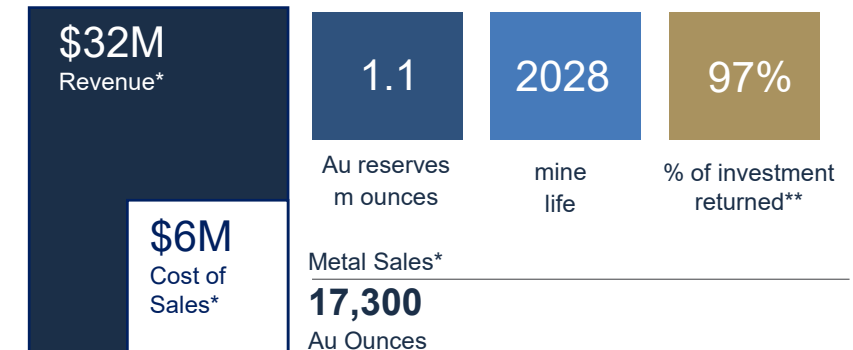 $32M
Revenue*
$6M
Cost of
Sales*
1.1
Au reserves
m ounces
2028
mine
life
97%
% of investment
returned**
Metal Sales*
17,300
Au Ounces